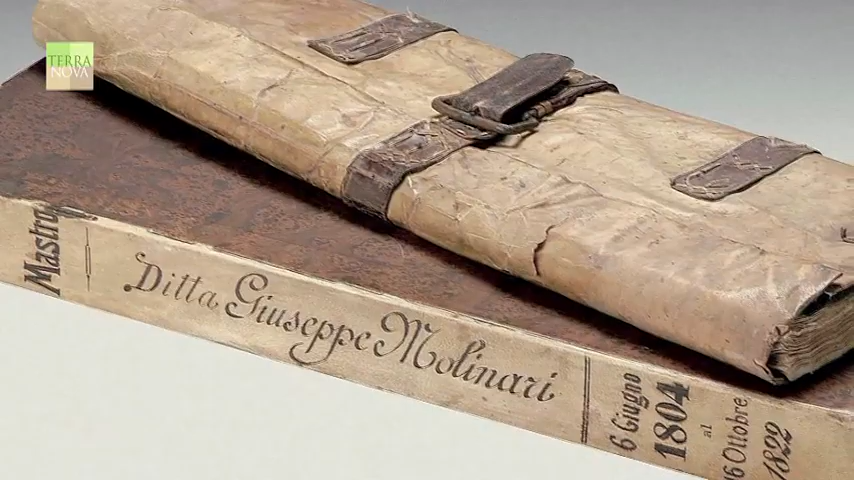 TERRA
NOVA
Mastro
Ditta Giuseppe Molinari
6 Giugno
1804
al
16 Ottobre
1822